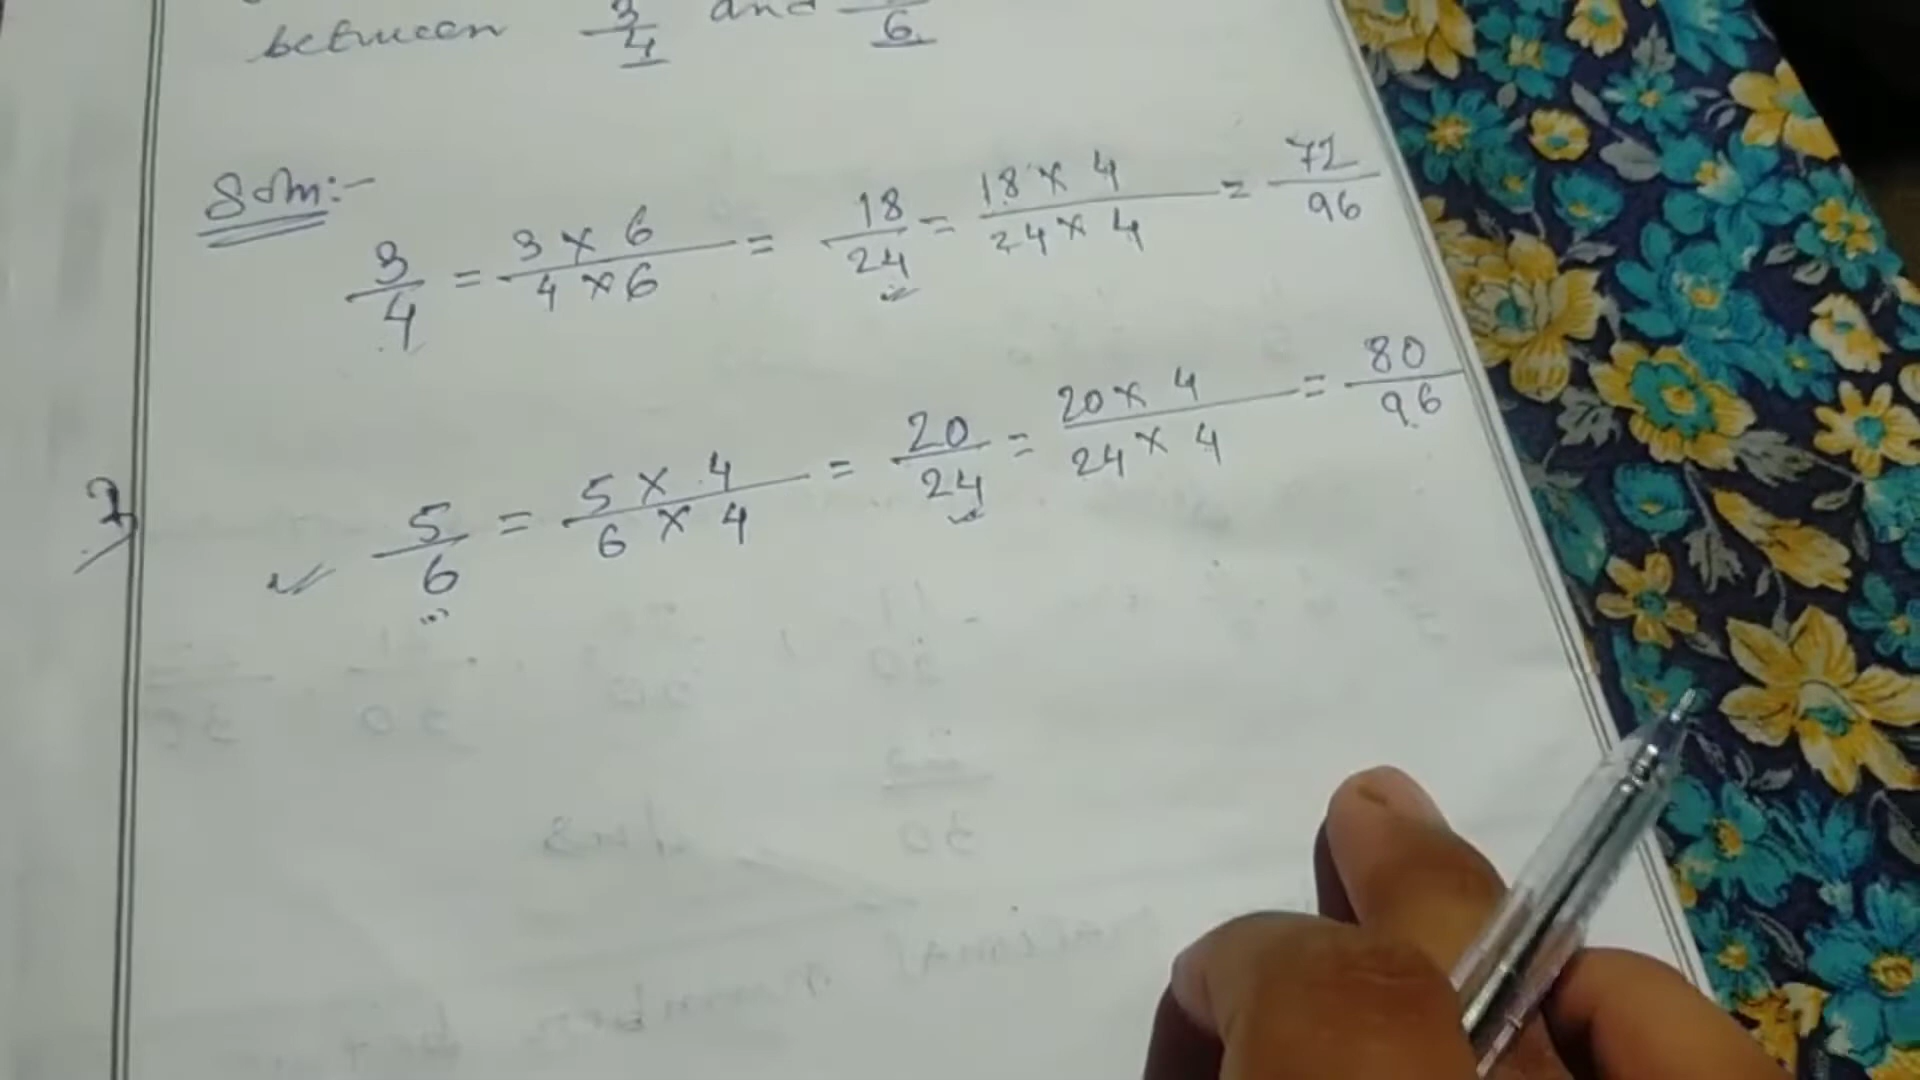 between 3/4 and /6
Soln:-
3/4 = 3 × 6/4 × 6 = 18/24 = 18 × 4/24 × 4 = 72/96
5/6 = 5 × 4/6 × 4 = 20/24 = 20 × 4/24 × 4 = 80/96